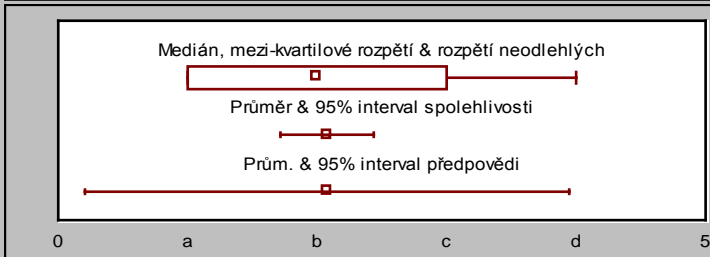 Medián, mezi-kvartilové rozpětí & rozpětí neodlehlých
Průměr & 95% interval spolehlivosti
Prům. & 95% interval předpovědi
0 a b c d 5